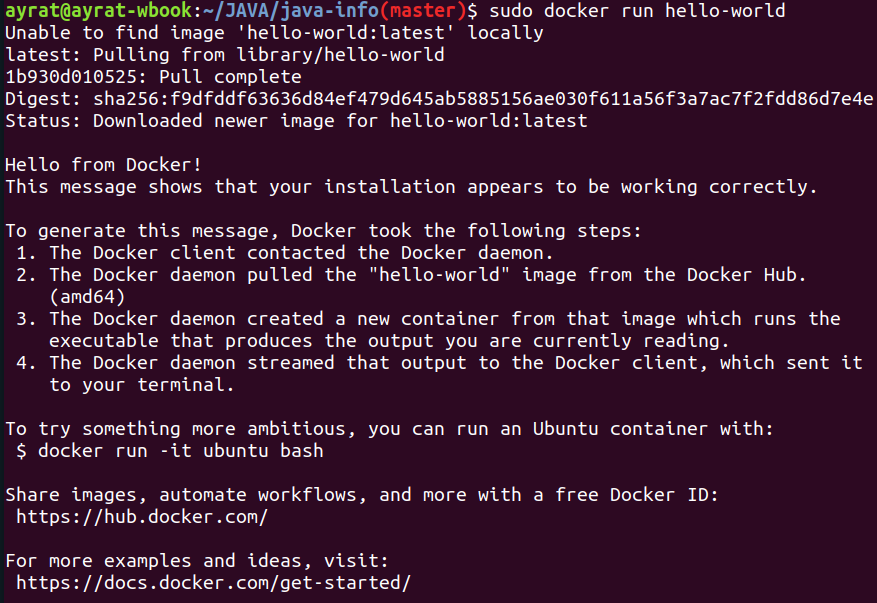 ayrat@ayrat-wbook:~/JAVA/java-info(master)$ sudo docker run hello-world
Unable to find image 'hello-world:latest' locally
latest: Pulling from library/hello-world
1b930d010525: Pull complete
Digest: sha256:f9dfddf63636d84ef479d645ab5885156ae030f611a56f3a7ac7f2fdd86d7e4e
Status: Downloaded newer image for hello-world:latest

Hello from Docker!
This message shows that your installation appears to be working correctly.

To generate this message, Docker took the following steps:
 1. The Docker client contacted the Docker daemon.
 2. The Docker daemon pulled the "hello-world" image from the Docker Hub.
    (amd64)
 3. The Docker daemon created a new container from that image which runs the
    executable that produces the output you are currently reading.
 4. The Docker daemon streamed that output to the Docker client, which sent it
    to your terminal.

To try something more ambitious, you can run an Ubuntu container with:
 $ docker run -it ubuntu bash

Share images, automate workflows, and more with a free Docker ID:
 https://hub.docker.com/

For more examples and ideas, visit:
 https://docs.docker.com/get-started/